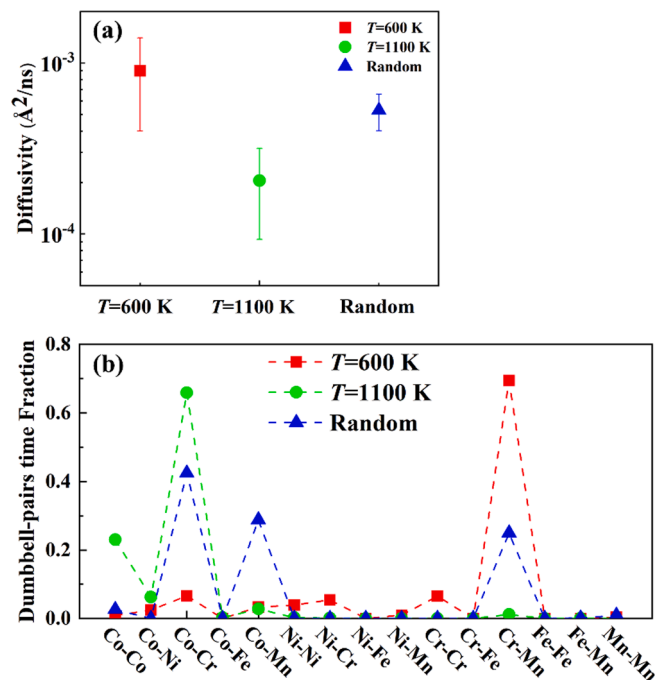 (a)
T=600 K
T=1100 K
Random
10⁻³
10⁻⁴
Diffusivity (Å²/ns)
T=600 K T=1100 K Random
(b)
T=600 K
T=1100 K
Random
0.8
0.6
0.4
0.2
0.0
Dumbbell-pairs time Fraction
Co-Co
Co-Ni
Co-Cr
Co-Fe
Co-Mn
Ni-Ni
Ni-Cr
Ni-Fe
Ni-Mn
Cr-Cr
Cr-Fe
Cr-Mn
Fe-Fe
Fe-Mn
Mn-Mn